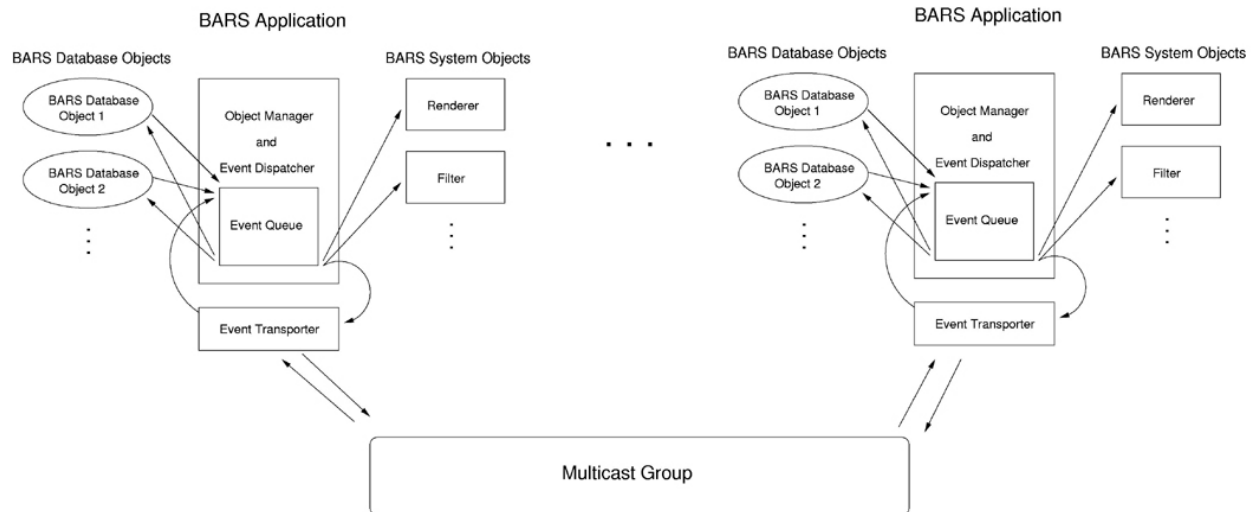 BARS Application
BARS Database Objects
BARS System Objects
BARS Database
Object 1
BARS Database
Object 2
Object Manager
and
Event Dispatcher
Event Queue
Renderer
Filter
Event Transporter
. . .
BARS Application
BARS Database Objects
BARS System Objects
BARS Database
Object 1
BARS Database
Object 2
Object Manager
and
Event Dispatcher
Event Queue
Renderer
Filter
Event Transporter
Multicast Group